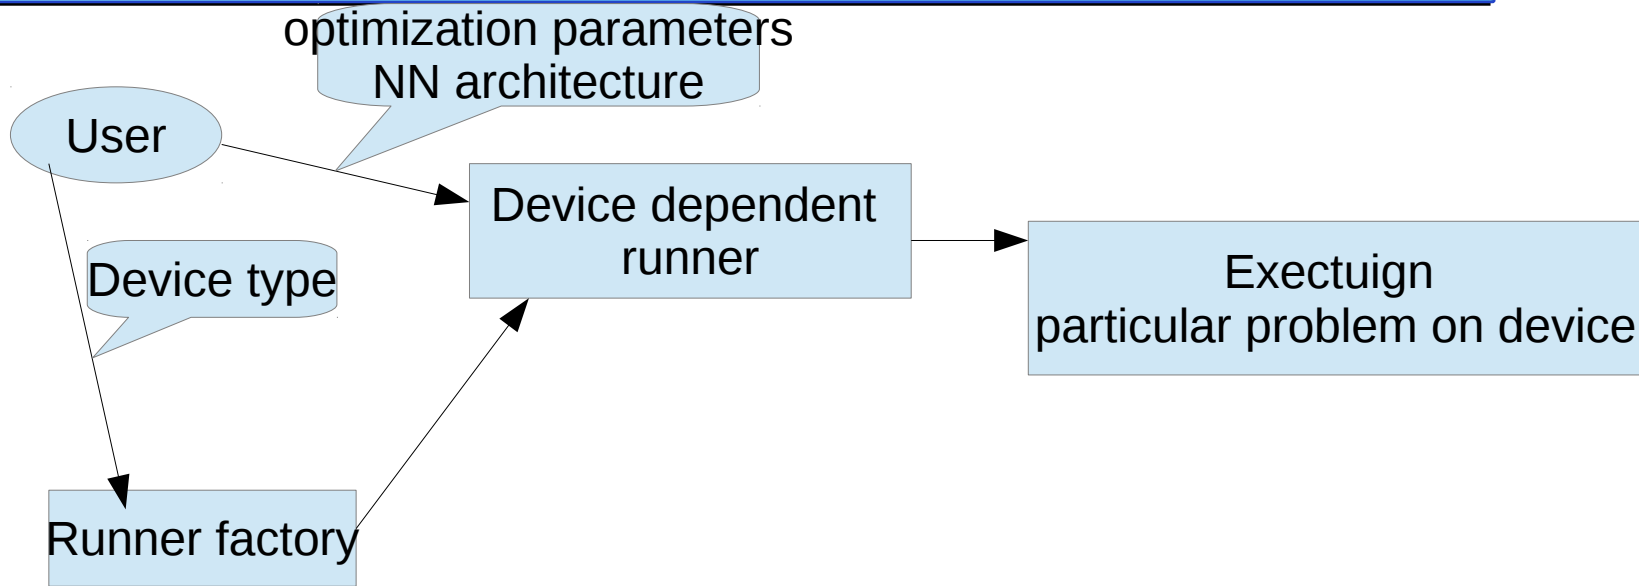 optimization parameters
NN architecture
User
Device dependent
runner
Device type
Exectuign
particular problem on device
Runner factory